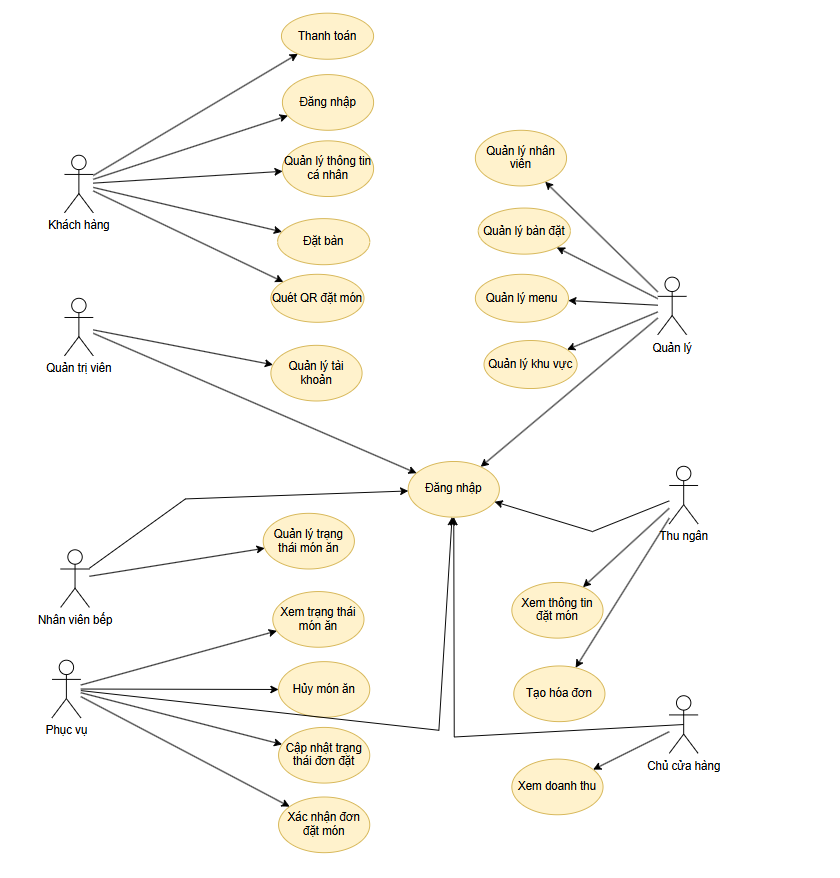 Thanh toán
Đăng nhập
Quản lý thông tin
cá nhân
Khách hàng
Đặt bản
Quét QR đặt món
Quản trị viên
Quản lý tải
khoản
Quản lý nhân
viên
Quản lý bản đặt
Quản lý menu
Quản lý khu vực
Quản lý
Đăng nhập
Thu ngân
Quản lý trạng
thái món ăn
Nhân viên bếp
Xem trạng thái
món ăn
Phục vụ
Hủy món ăn
Cập nhật trạng
thái đơn đặt
Xác nhận đơn
đặt món
Xem thông tin
đặt món
Tạo hóa đơn
Chủ cửa hàng
Xem doanh thu